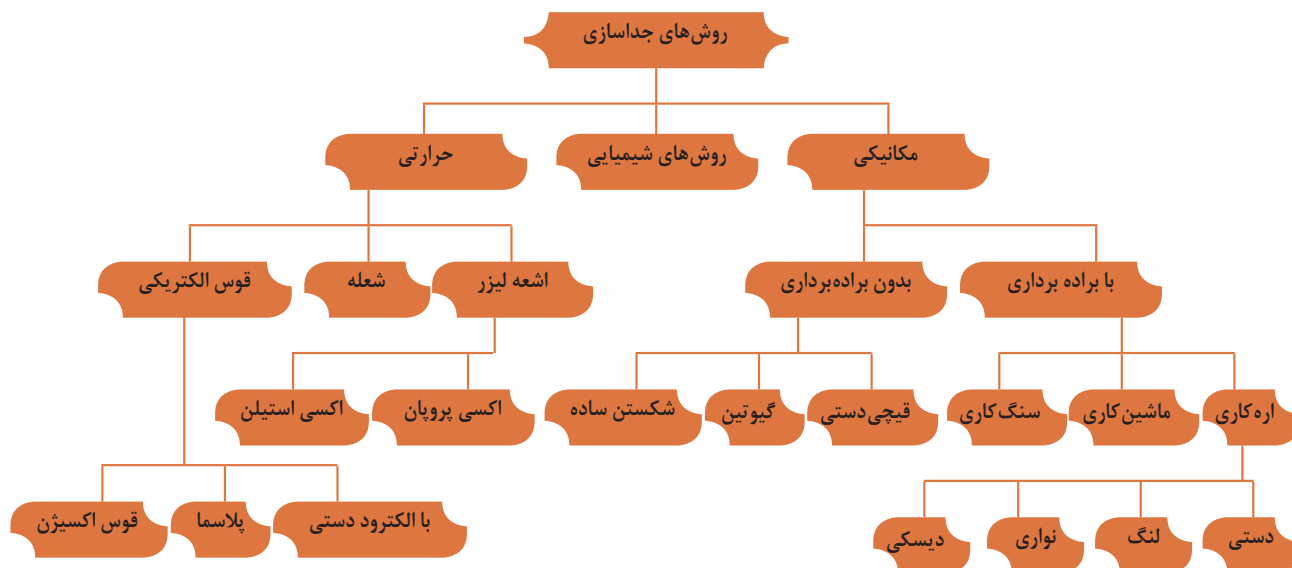 روش‌های جداسازی
مکانیکی
روش‌های شیمیایی
حرارتی
با براده برداری
بدون براده‌برداری
اشعه لیزر
شعله
قوس الکتریکی
اره‌کاری
ماشین‌کاری
سنگ‌کاری
قیچی‌دستی
گیوتین
شکستن ساده
اکسی پروپان
اکسی استیلن
دستی
لنگ
نواری
دیسکی
با الکترود دستی
پلاسما
قوس اکسیژن